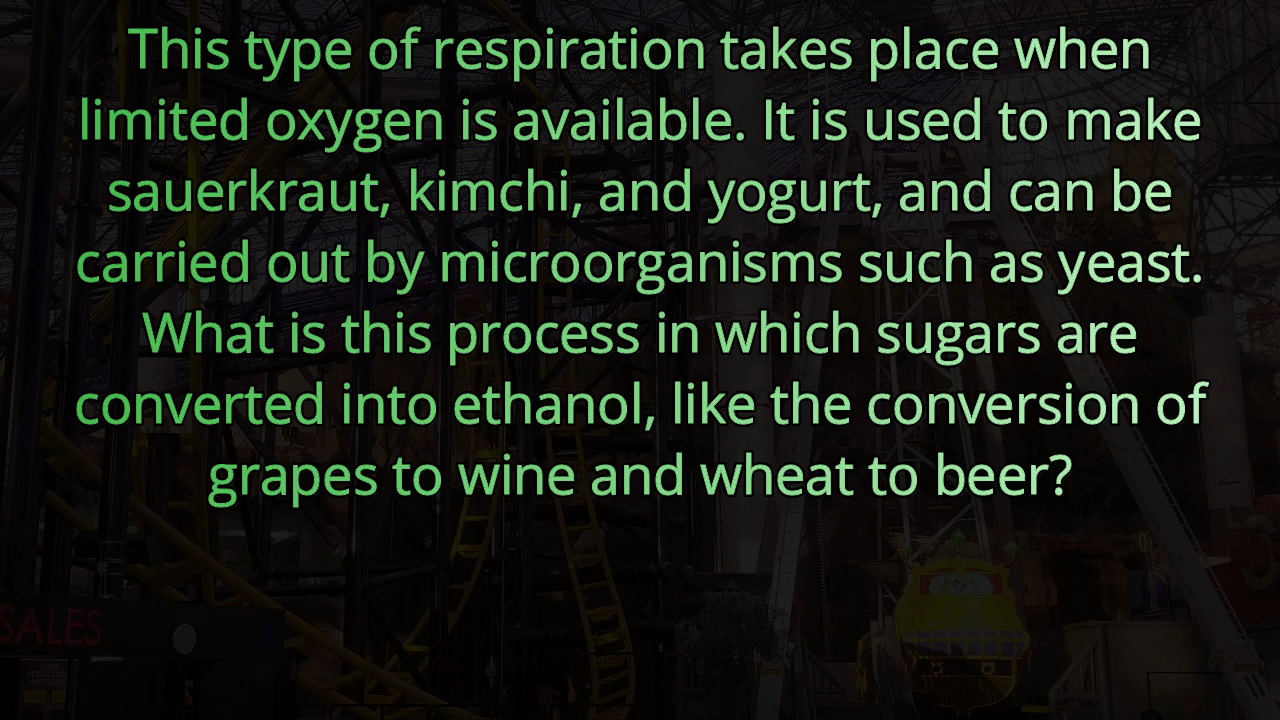 This type of respiration takes place when
limited oxygen is available. It is used to make
sauerkraut, kimchi, and yogurt, and can be
carried out by microorganisms such as yeast.
What is this process in which sugars are
converted into ethanol, like the conversion of
grapes to wine and wheat to beer?
SALES